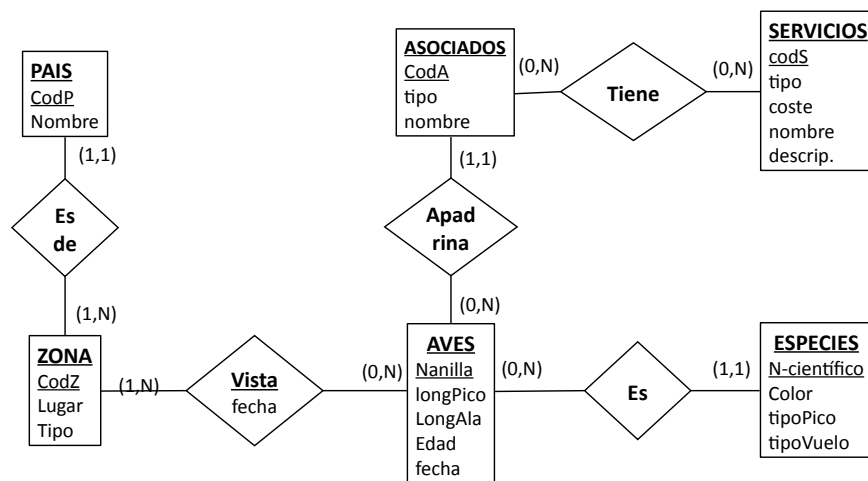 PAIS
CodP
Nombre
(1,1)
Es
de
(1,N)
ZONA
CodZ
Lugar
Tipo
(1,N)
Vista
fecha
(0,N)
ASOCIADOS
CodA
tipo
nombre
(0,N)
Tiene
(0,N)
SERVICIOS
codS
tipo
coste
nombre
descrip.
(1,1)
Apad
rina
(0,N)
AVES
Nanilla
longPico
LongAla
Edad
fecha
(0,N)
Es
(1,1)
ESPECIES
N-científico
Color
tipoPico
tipoVuelo